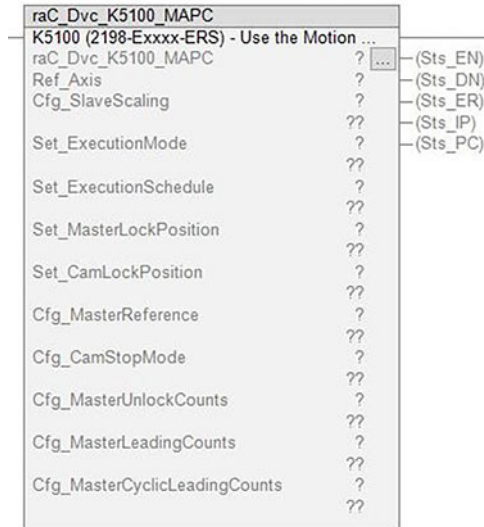 raC_Dvc_K5100_MAPC
K5100 (2198-Exxxx-ERS) - Use the Motion ...
raC_Dvc_K5100_MAPC ? ... (Sts_EN)
Ref_Axis ? (Sts_DN)
Cfg_SlaveScaling ? (Sts_ER)
?? (Sts_IP)
Set_ExecutionMode ? (Sts_PC)
??
Set_ExecutionSchedule ?
??
Set_MasterLockPosition ?
??
Set_CamLockPosition ?
??
Cfg_MasterReference ?
??
Cfg_CamStopMode ?
??
Cfg_MasterUnlockCounts ?
??
Cfg_MasterLeadingCounts ?
??
Cfg_MasterCyclicLeadingCounts ?
??